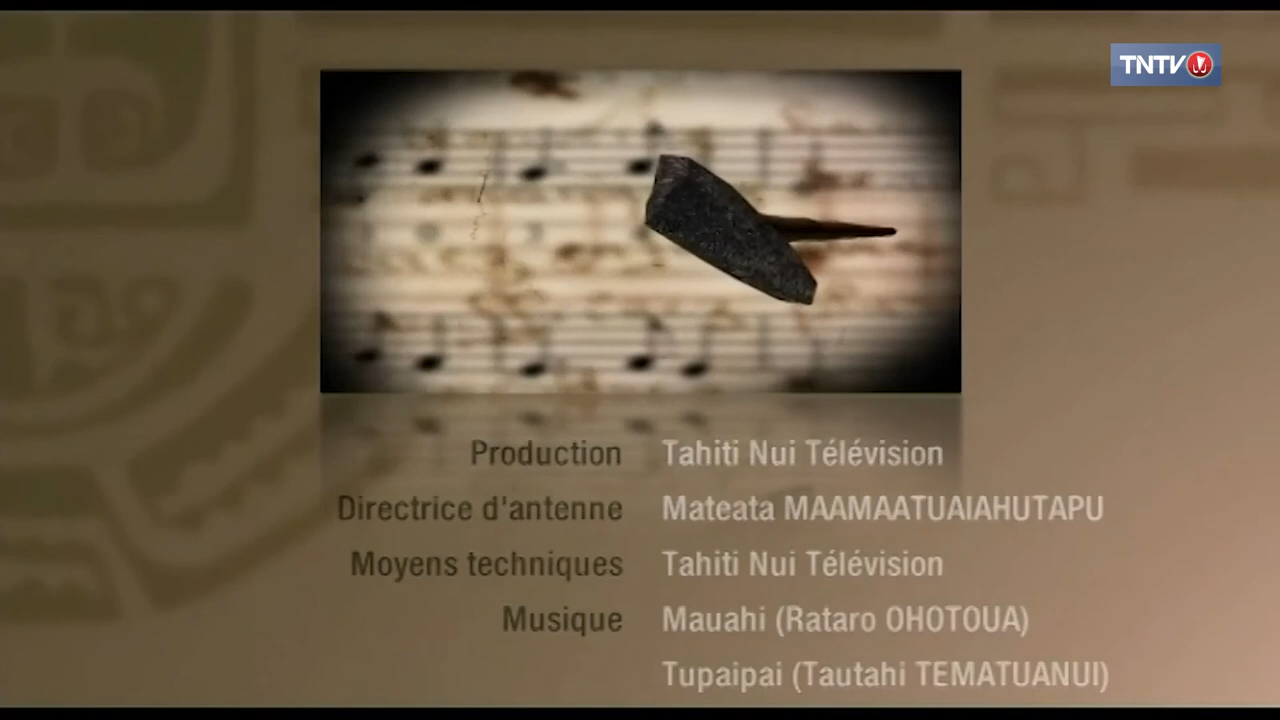 TNTV
Production Tahiti Nui Télévision
Directrice d'antenne Mateata MAAMAATUAIAHUTAPU
Moyens techniques Tahiti Nui Télévision
Musique Mauahi (Rataro OHOTOUA)
Tupaipai (Tautahi TEMATUANUI)